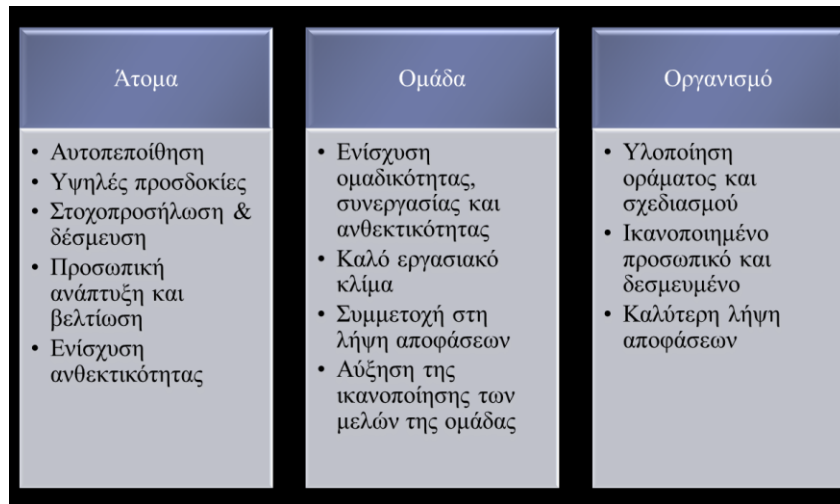 Άτομα
• Αυτοπεποίθηση
• Υψηλές προσδοκίες
• Στοχοπροσήλωση &
δέσμευση
• Προσωπική
ανάπτυξη και
βελτίωση
• Ενίσχυση
ανθεκτικότητας
Ομάδα
• Ενίσχυση
ομαδικότητας,
συνεργασίας και
ανθεκτικότητας
• Καλό εργασιακό
κλίμα
• Συμμετοχή στη
λήψη αποφάσεων
• Αύξηση της
ικανοποίησης των
μελών της ομάδας
Οργανισμό
• Υλοποίηση
οράματος και
σχεδιασμού
• Ικανοποιημένο
προσωπικό και
δεσμευμένο
• Καλύτερη λήψη
αποφάσεων